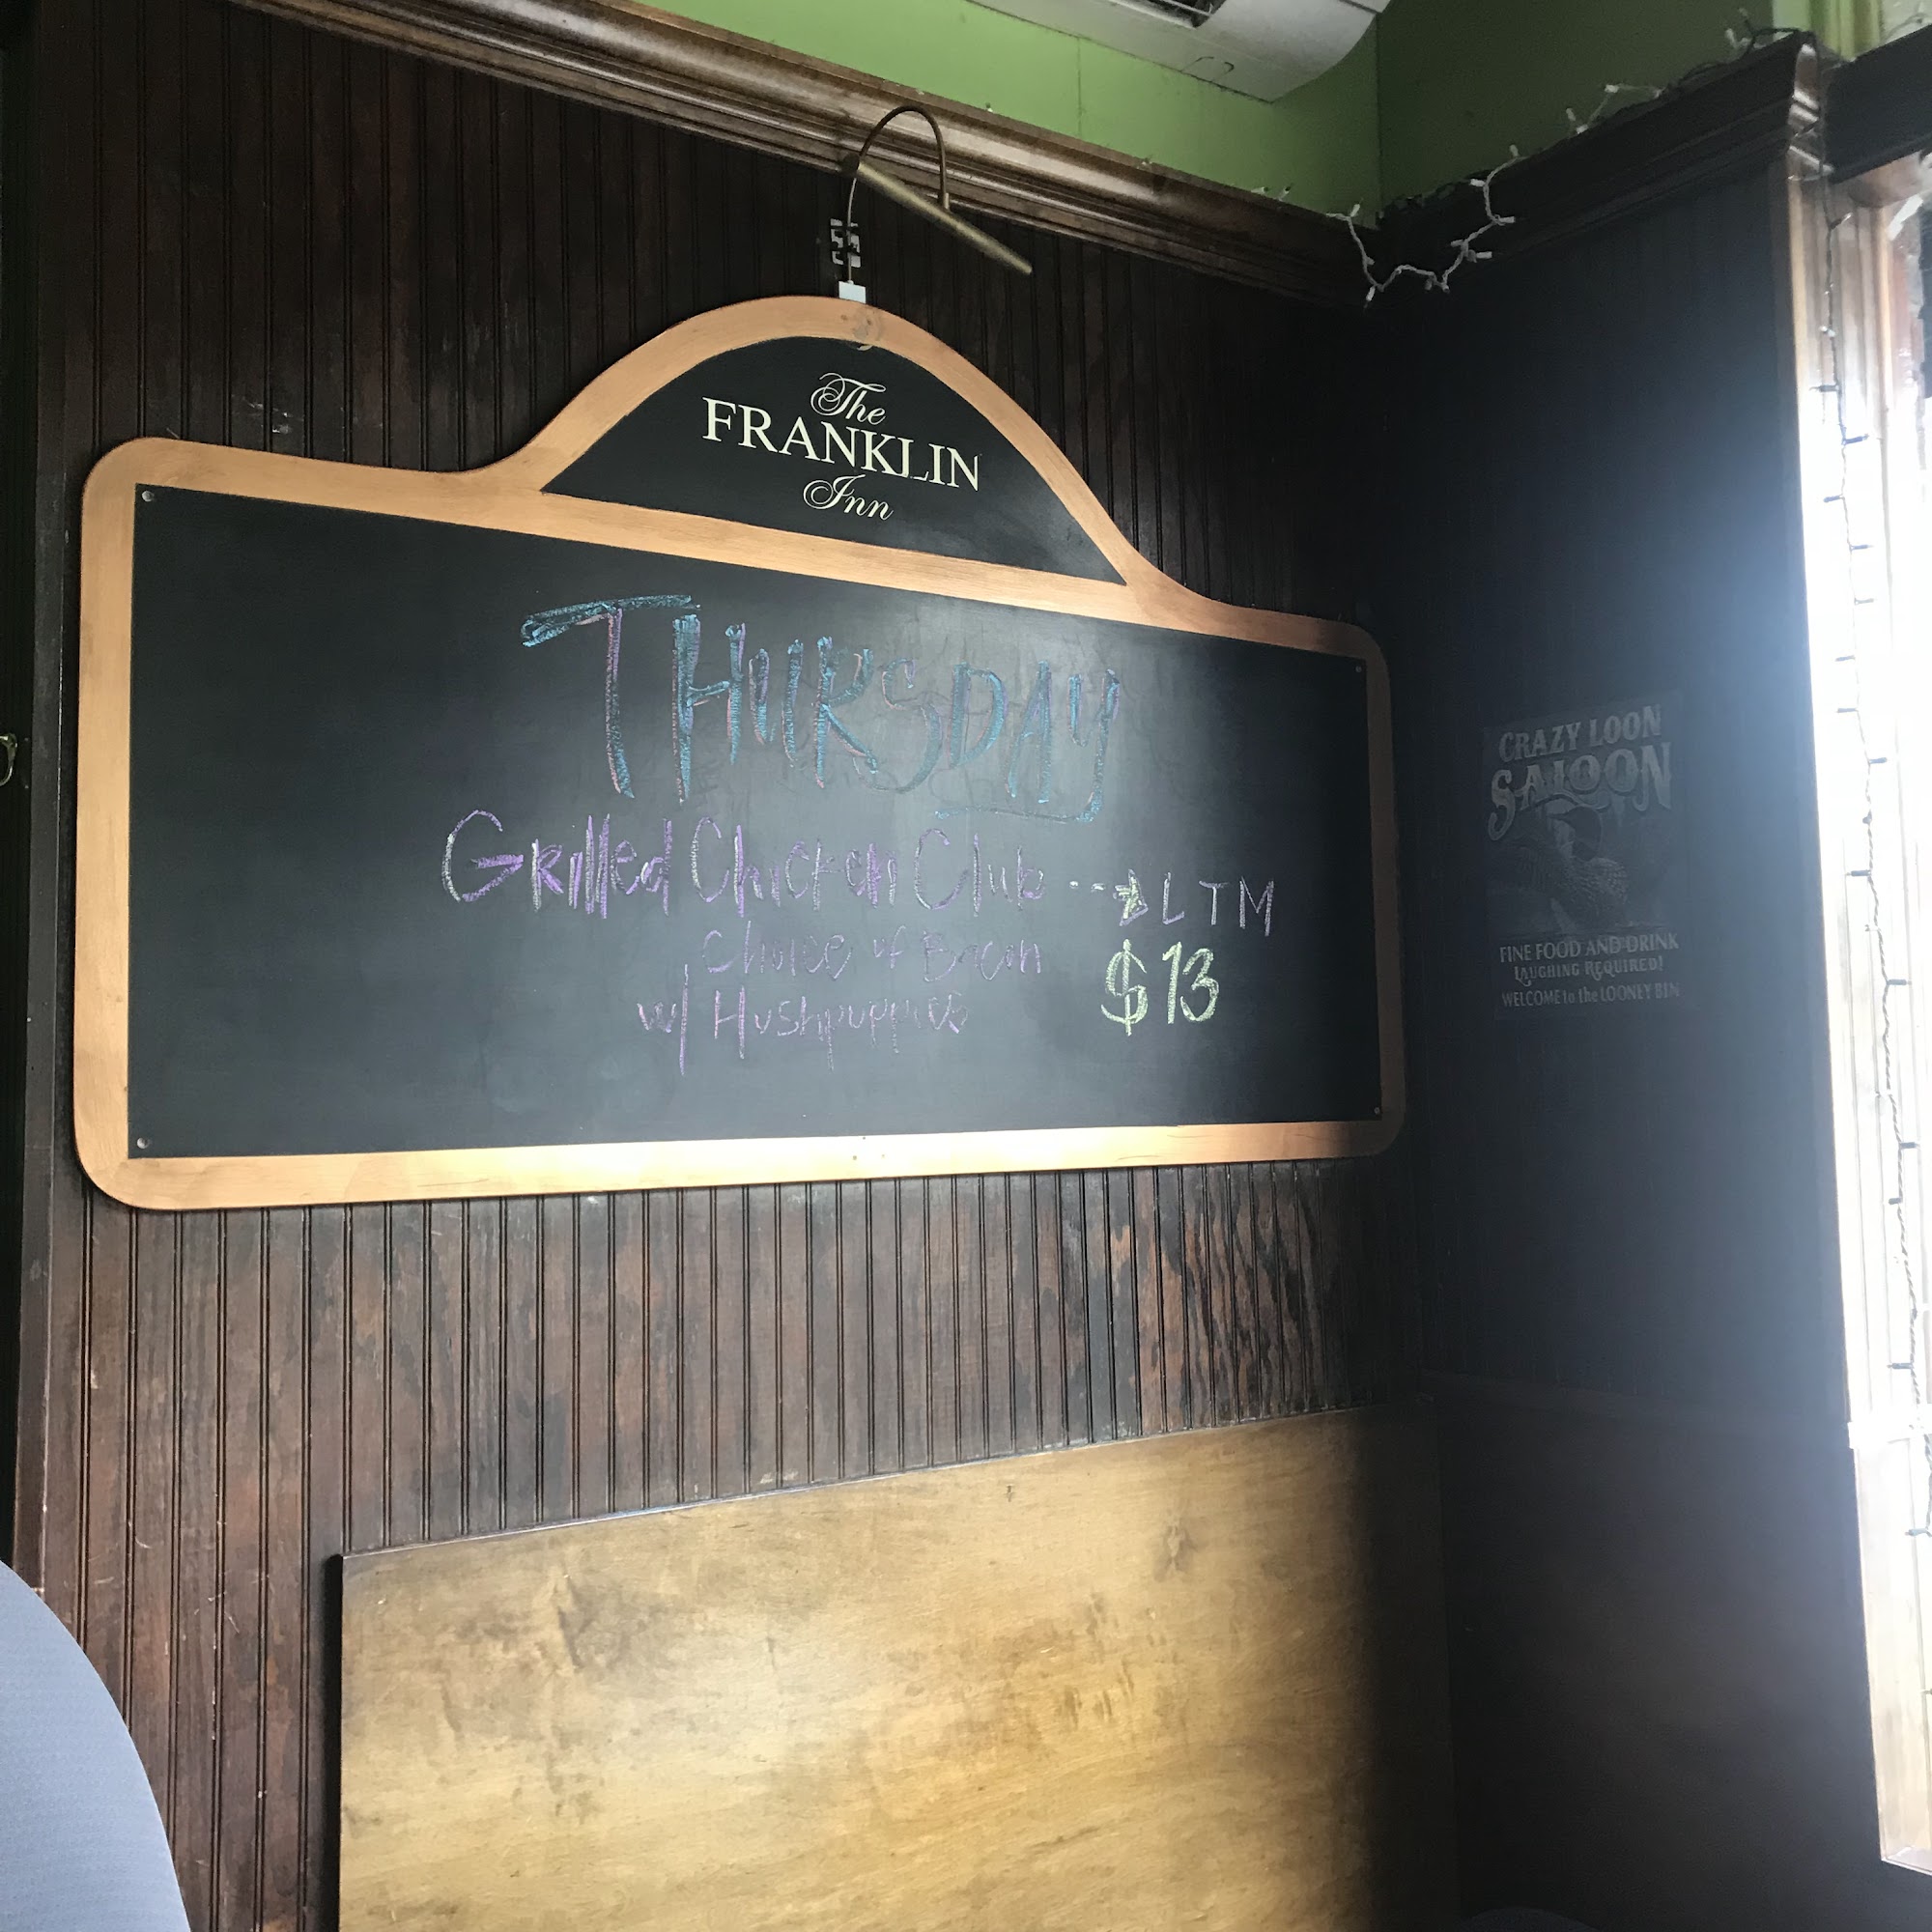 The
FRANKLIN
Inn
THURSDAY
Grilled Chicken Club ---→ LTM
Choice of Bacon
w/ Hushpuppies
$13
CRAZY LOON
SALOON
FINE FOOD AND DRINK
LAUGHING REQUIRED!
WELCOME to the LOONEY BIN